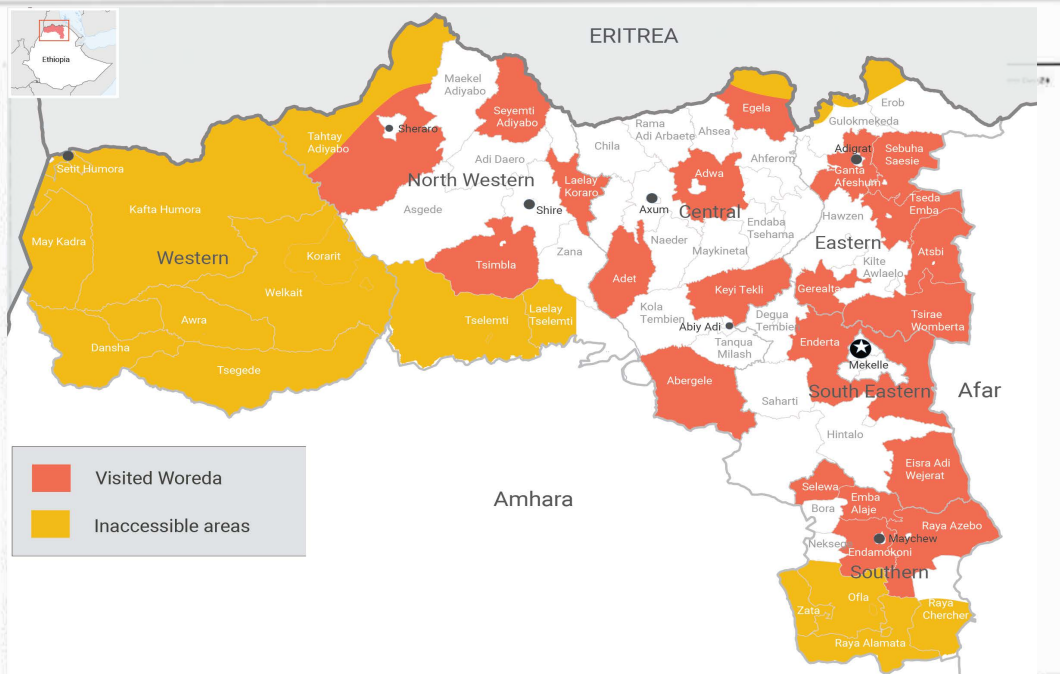 Ethiopia
ERITREA
Maekel
Adiyabo
Seyemti
Adiyabo
Egela
Erob
Gulokmekeda
Tahtay
Adiyabo
Sheraro
Rama
Adi Arbaete
Ahsea
Chila
Adi Daero
Ahferom
Adigrat
Sebuha
Saesie
Setit Humora
North Western
Laelay
Koraro
Adwa
Ganta
Afeshum
Kafta Humora
Asgede
Shire
Axum
Central
Tseda
Emba
Hawzen
Endaba
Tsehama
May Kadra
Western
Korarit
Zana
Naeder
Maykinetal
Eastern
Kilte
Awlaelo
Atsbi
Tsimbla
Adet
Keyi Tekli
Gerealta
Welkait
Laelay
Tselemti
Tselemti
Kola
Tembien
Degua
Tembie
Tsirae
Womberta
Awra
Abiy Adi
Tanqua
Milash
Enderta
Mekelle
Dansha
Tsegede
Abergele
South Eastern
Afar
Saharti
Hintalo
Visited Woreda
Inaccessible areas
Amhara
Eisra Adi
Wejerat
Selewa
Emba
Alaje
Bora
Raya Azebo
Neksege
Maychew
Endamokoni
Southern
Ofla
Zata
Raya
Chercher
Raya Alamata